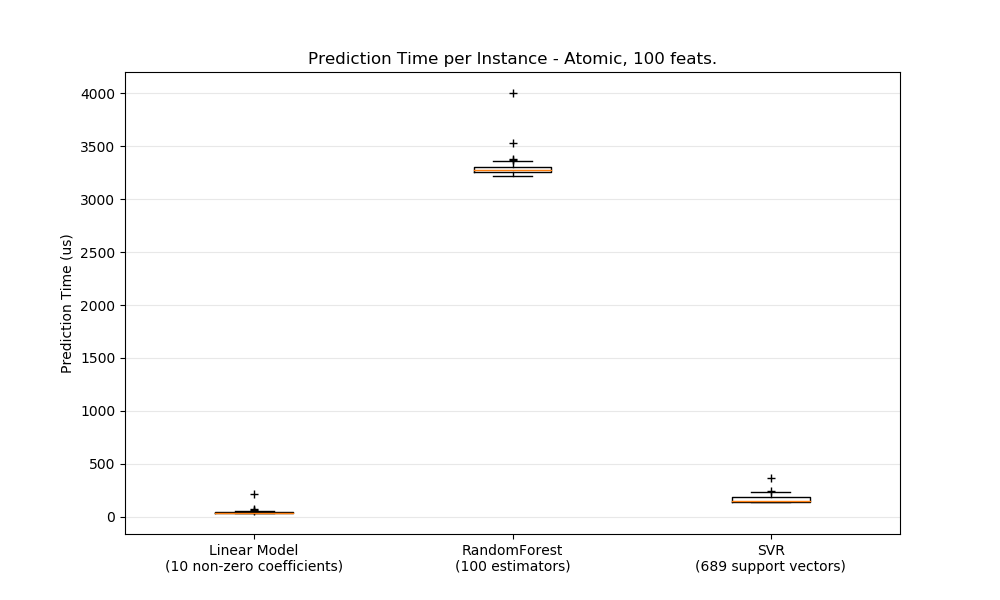 Prediction Time per Instance - Atomic, 100 feats.
Prediction Time (us)
4000
3500
3000
2500
2000
1500
1000
500
0
Linear Model
(10 non-zero coefficients)
RandomForest
(100 estimators)
SVR
(689 support vectors)